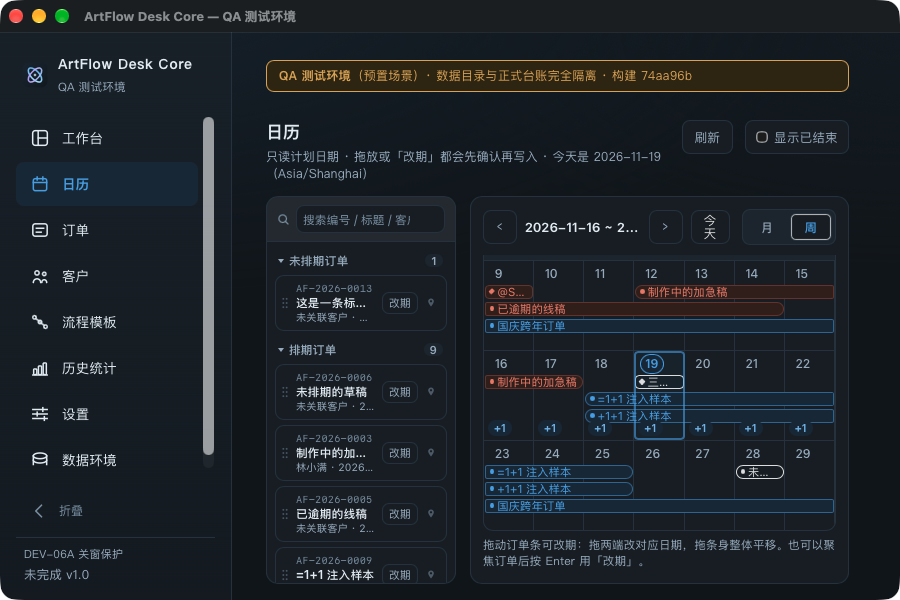 ArtFlow Desk Core — QA 测试环境
ArtFlow Desk Core
QA 测试环境
工作台
日历
订单
客户
流程模板
历史统计
设置
数据环境
折叠
DEV-06A 关窗保护
未完成 v1.0
QA 测试环境（预置场景）· 数据目录与正式台账完全隔离 · 构建 74aa96b
日历
只读计划日期 · 拖放或「改期」都会先确认再写入 · 今天是 2026-11-19
（Asia/Shanghai）
刷新
显示已结束
搜索编号 / 标题 / 客户
未排期订单 1
AF-2026-0013
这是一条标... 改期
未关联客户 · ...
排期订单 9
AF-2026-0006
未排期的草稿 改期
未关联客户 · 2...
AF-2026-0003
制作中的加... 改期
林小满 · 2026...
AF-2026-0005
已逾期的线稿 改期
未关联客户 · 2...
AF-2026-0009
=1+1 注入样本 改期
< 2026-11-16 ~ 2... > 今天 月 周
9 10 11 12 13 14 15
@S... 制作中的加急稿
已逾期的线稿
国庆跨年订单
16 17 18 19 20 21 22
制作中的加急稿 三...
=1+1 注入样本
+1+1 注入样本
+1 +1 +1 +1 +1 +1 +1
23 24 25 26 27 28 29
=1+1 注入样本 未...
+1+1 注入样本
国庆跨年订单
拖动订单条可改期：拖两端改对应日期，拖条身整体平移。也可以聚
焦订单后按 Enter 用「改期」。